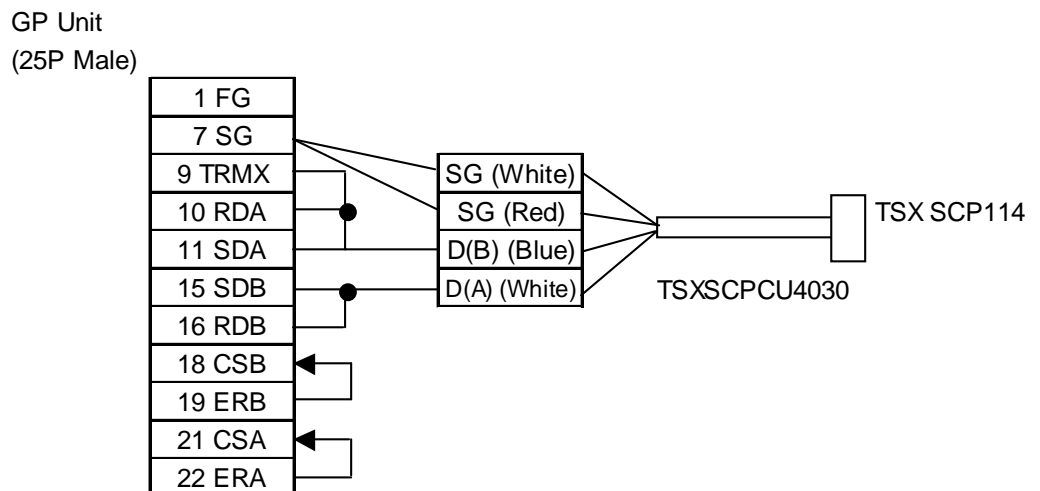 GP Unit
(25P Male)
1 FG
7 SG
9 TRMX
10 RDA
11 SDA
15 SDB
16 RDB
18 CSB
19 ERB
21 CSA
22 ERA
SG (White)
SG (Red)
D(B) (Blue)
D(A) (White)
TSX SCP114
TSXSCPCU4030